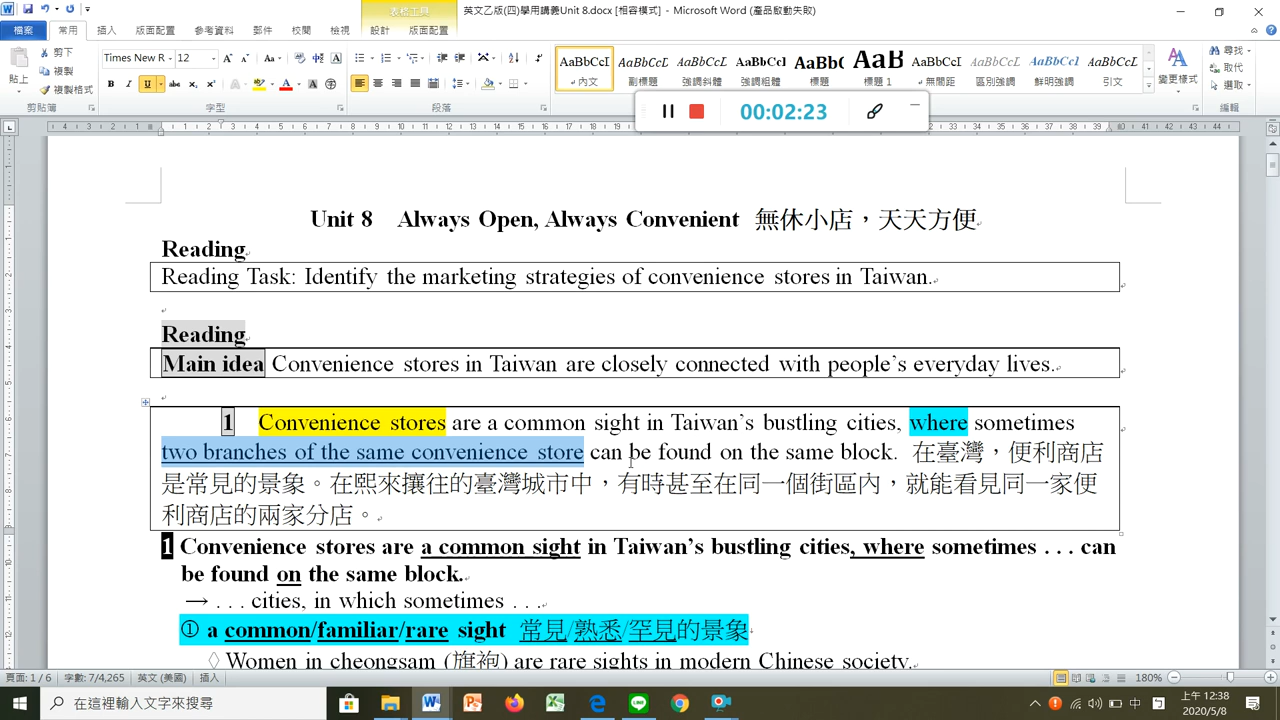 英文乙版(四)學用講義Unit 8.docx [相容模式] - Microsoft Word (產品啟動失敗)
表格工具
檔案 常用 插入 版面配置 參考資料 郵件 校閱 檢視 設計 版面配置
貼上 剪下 複製 複製格式 剪貼簿
Times New R 12 字型
段落
AaBbCcI 內文 AaBbCcL 副標題 AaBbCcL 強調斜體 AaBbCcI 強調粗體 AaBb( 標題 AaB 標題 1 AaBbCcI 無間距 AaBbCcL 區別強調 AaBbCcI 鮮明強調 AaBbCcL 引文
變更樣式
尋找 取代 選取 編輯
00:02:23
Unit 8 Always Open, Always Convenient 無休小店，天天方便
Reading
Reading Task: Identify the marketing strategies of convenience stores in Taiwan.
Reading
Main idea Convenience stores in Taiwan are closely connected with people's everyday lives.
1 Convenience stores are a common sight in Taiwan's bustling cities, where sometimes
two branches of the same convenience store can be found on the same block. 在臺灣，便利商店
是常見的景象。在熙來攘往的臺灣城市中，有時甚至在同一個街區內，就能看見同一家便
利商店的兩家分店。
1 Convenience stores are a common sight in Taiwan's bustling cities, where sometimes . . . can
be found on the same block.
→ . . . cities, in which sometimes . . .
① a common/familiar/rare sight 常見/熟悉/罕見的景象
◊ Women in cheongsam (旗袍) are rare sights in modern Chinese society.
頁面: 1 / 6 字數: 7/4,265 英文 (美國) 插入 180%
在這裡輸入文字來搜尋
中 上午 12:38
2020/5/8